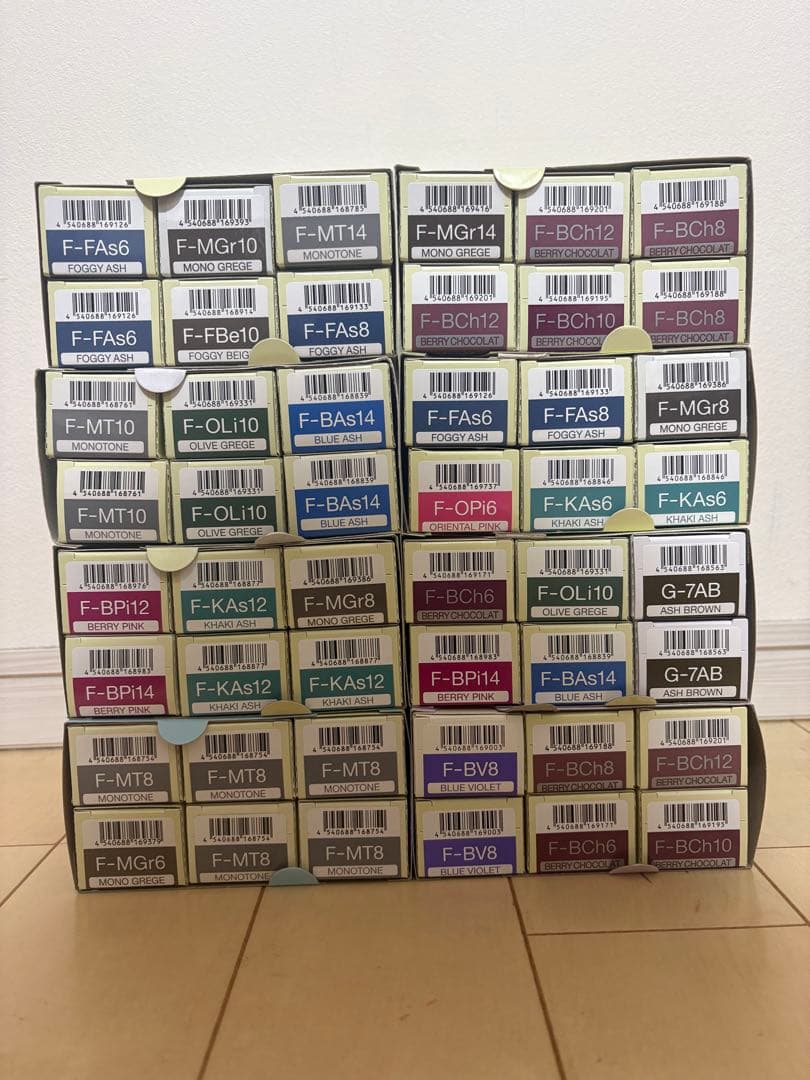 4 540688 169126
F-FAs6
FOGGY ASH
4 540688 169393
F-MGr10
MONO GREGE
4 540688 168785
F-MT14
MONOTONE
4 540688 169126
F-FAs6
FOGGY ASH
4 540688 168914
F-FBe10
FOGGY BEIG
4 540688 169133
F-FAs8
FOGGY ASH
4 540688 169416
F-MGr14
MONO GREGE
4 540688 169201
F-BCh12
BERRY CHOCOLAT
4 540688 169188
F-BCh8
BERRY CHOCOLAT
4 540688 169201
F-BCh12
BERRY CHOCOLAT
4 540688 169195
F-BCh10
BERRY CHOCOLAT
4 540688 169188
F-BCh8
BERRY CHOCOLAT
4 540688 168761
F-MT10
MONOTONE
4 540688 169331
F-OLi10
OLIVE GREGE
4 540688 168839
F-BAs14
BLUE ASH
4 540688 168761
F-MT10
MONOTONE
4 540688 169331
F-OLi10
OLIVE GREGE
4 540688 168839
F-BAs14
BLUE ASH
4 540688 169126
F-FAs6
FOGGY ASH
4 540688 169133
F-FAs8
FOGGY ASH
4 540688 169386
F-MGr8
MONO GREGE
4 540688 169737
F-OPi6
ORIENTAL PINK
4 540688 168846
F-KAs6
KHAKI ASH
4 540688 168846
F-KAs6
KHAKI ASH
4 540688 168976
F-BPi12
BERRY PINK
4 540688 168877
F-KAs12
KHAKI ASH
4 540688 169386
F-MGr8
MONO GREGE
4 540688 168983
F-BPi14
BERRY PINK
4 540688 168877
F-KAs12
KHAKI ASH
4 540688 168877
F-KAs12
KHAKI ASH
4 540688 169171
F-BCh6
BERRY CHOCOLAT
4 540688 169331
F-OLi10
OLIVE GREGE
4 540688 168563
G-7AB
ASH BROWN
4 540688 168983
F-BPi14
BERRY PINK
4 540688 168839
F-BAs14
BLUE ASH
4 540688 168563
G-7AB
ASH BROWN
4 540688 168754
F-MT8
MONOTONE
4 540688 168754
F-MT8
MONOTONE
4 540688 168754
F-MT8
MONOTONE
4 540688 169379
F-MGr6
MONO GREGE
4 540688 168754
F-MT8
MONOTONE
4 540688 168754
F-MT8
MONOTONE
4 540688 169003
F-BV8
BLUE VIOLET
4 540688 169188
F-BCh8
BERRY CHOCOLAT
4 540688 169201
F-BCh12
BERRY CHOCOLAT
4 540688 169003
F-BV8
BLUE VIOLET
4 540688 169171
F-BCh6
BERRY CHOCOLAT
4 540688 169195
F-BCh10
BERRY CHOCOLAT